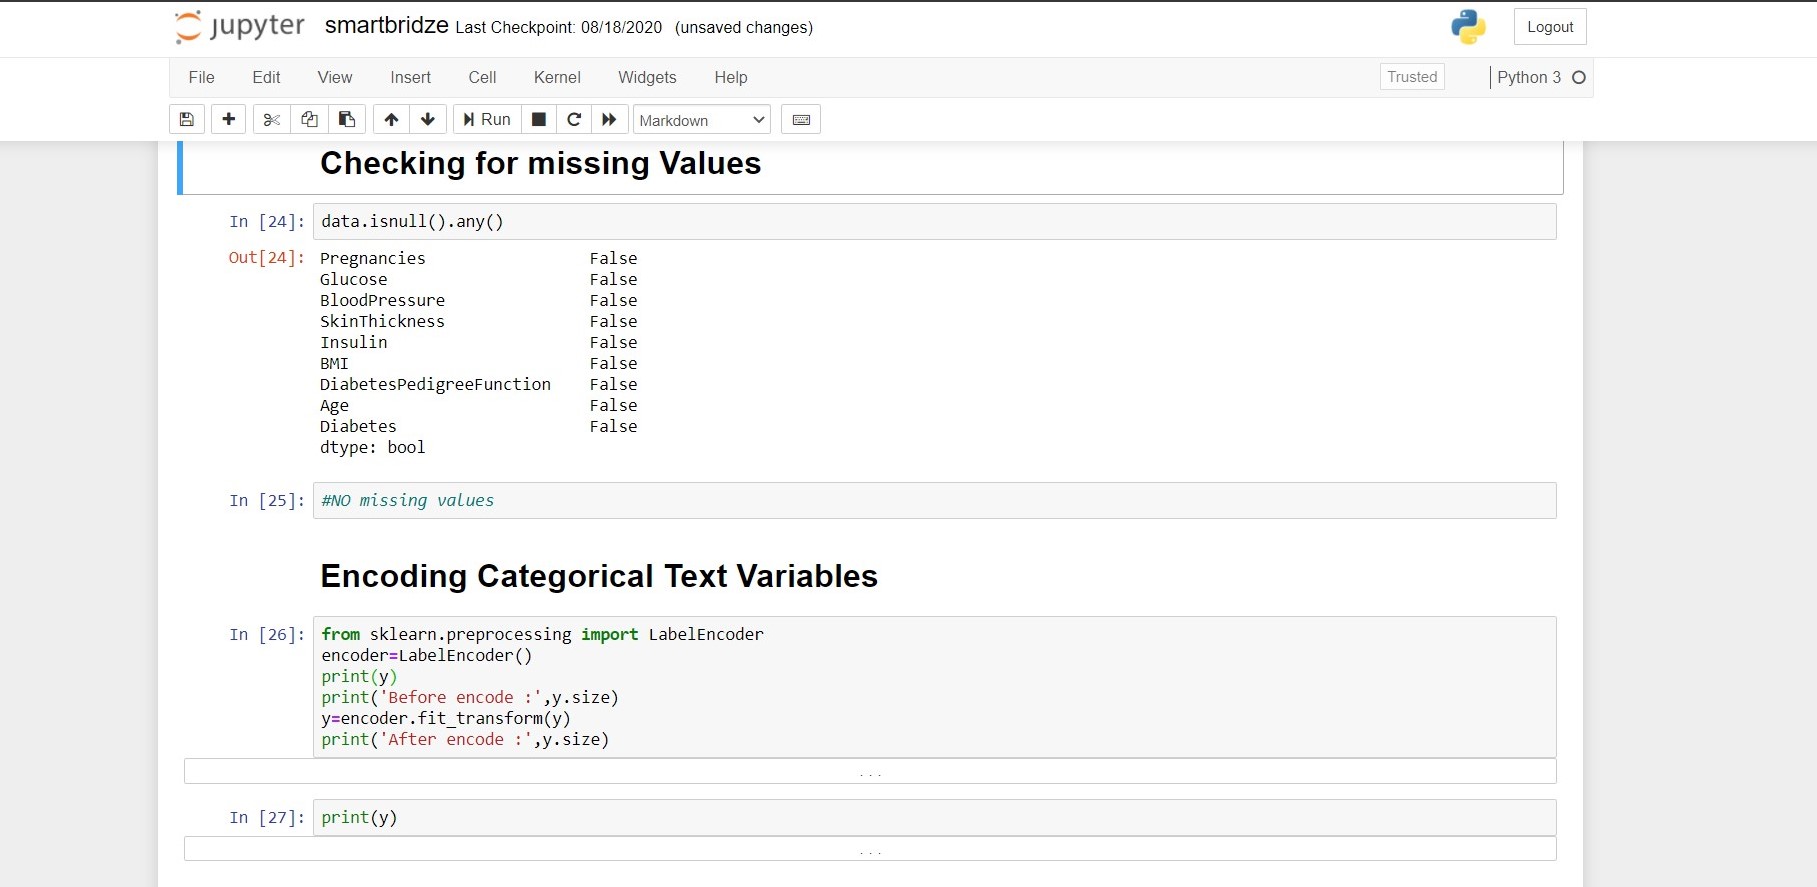 jupyter smartbridze Last Checkpoint: 08/18/2020 (unsaved changes) Logout
File Edit View Insert Cell Kernel Widgets Help Trusted Python 3
Run Markdown
Checking for missing Values
In [24]: data.isnull().any()
Out[24]: Pregnancies False
Glucose False
BloodPressure False
SkinThickness False
Insulin False
BMI False
DiabetesPedigreeFunction False
Age False
Diabetes False
dtype: bool
In [25]: #NO missing values
Encoding Categorical Text Variables
In [26]: from sklearn.preprocessing import LabelEncoder
encoder=LabelEncoder()
print(y)
print('Before encode :',y.size)
y=encoder.fit_transform(y)
print('After encode :',y.size)
...
In [27]: print(y)
...